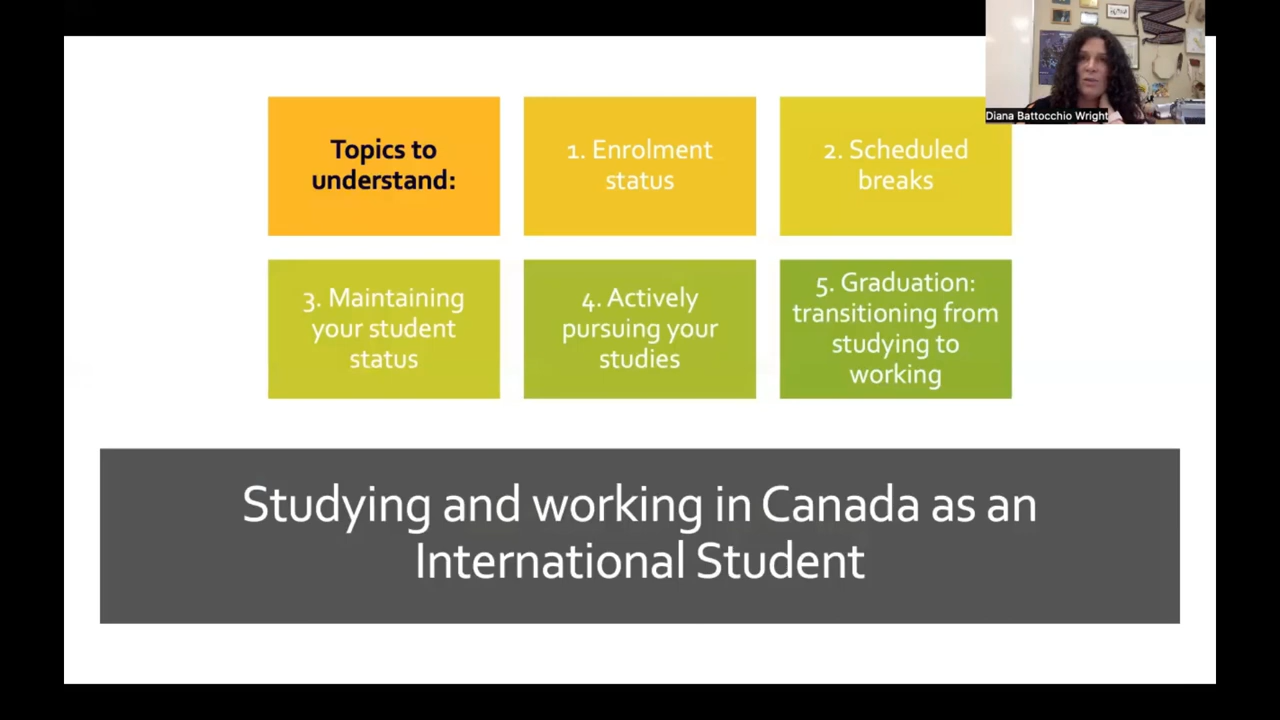 Diana Battocchio Wright
Topics to
understand:
1. Enrolment
status
2. Scheduled
breaks
3. Maintaining
your student
status
4. Actively
pursuing your
studies
5. Graduation:
transitioning from
studying to
working
Studying and working in Canada as an
International Student